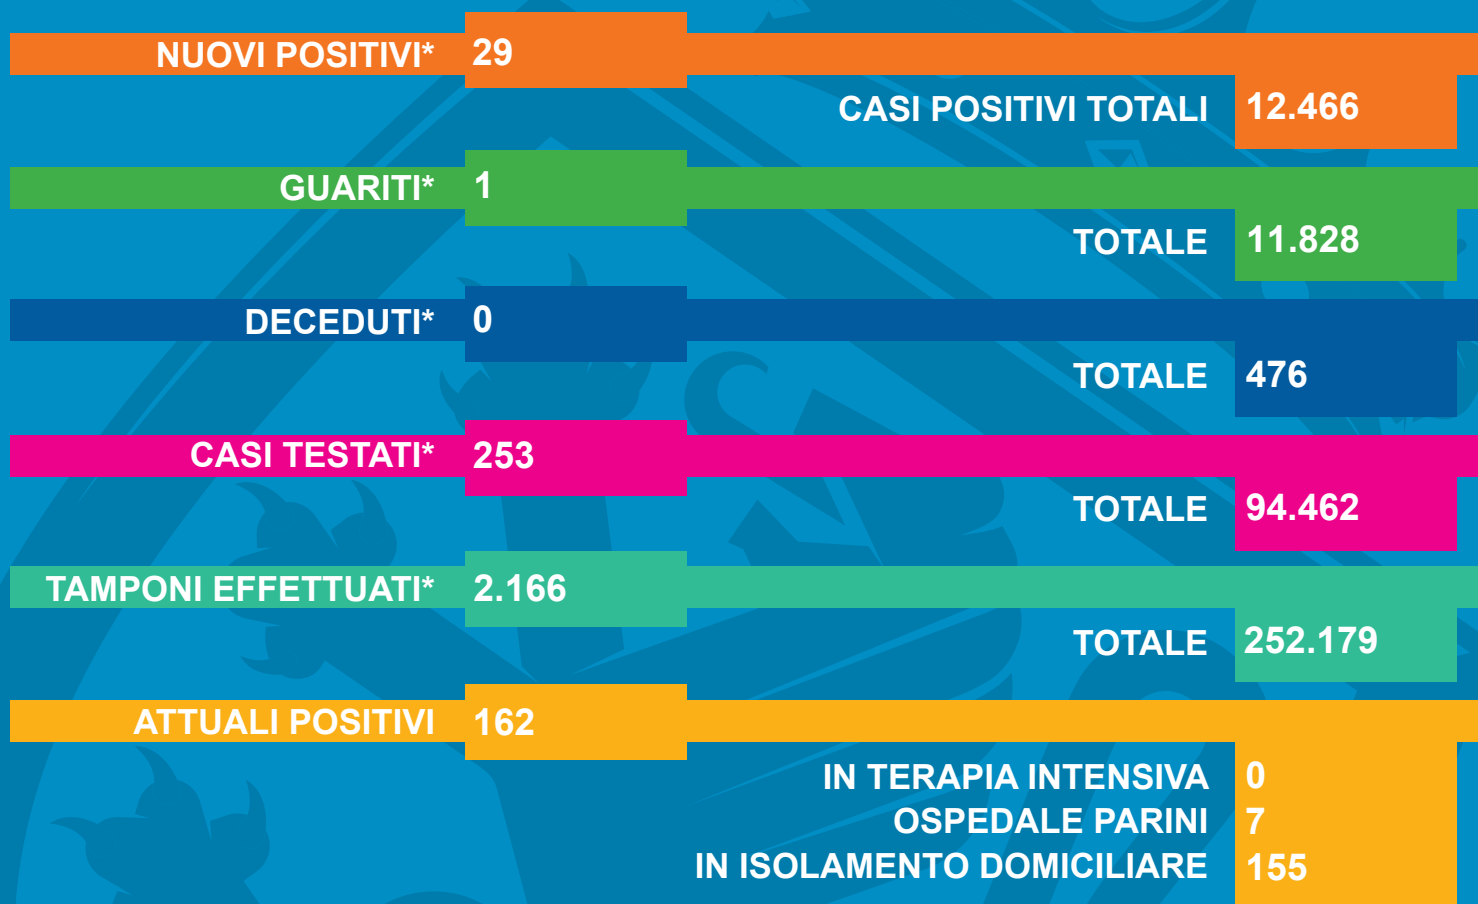 NUOVI POSITIVI* 29
CASI POSITIVI TOTALI 12.466
GUARITI* 1
TOTALE 11.828
DECEDUTI* 0
TOTALE 476
CASI TESTATI* 253
TOTALE 94.462
TAMPONI EFFETTUATI* 2.166
TOTALE 252.179
ATTUALI POSITIVI 162
IN TERAPIA INTENSIVA 0
OSPEDALE PARINI 7
IN ISOLAMENTO DOMICILIARE 155